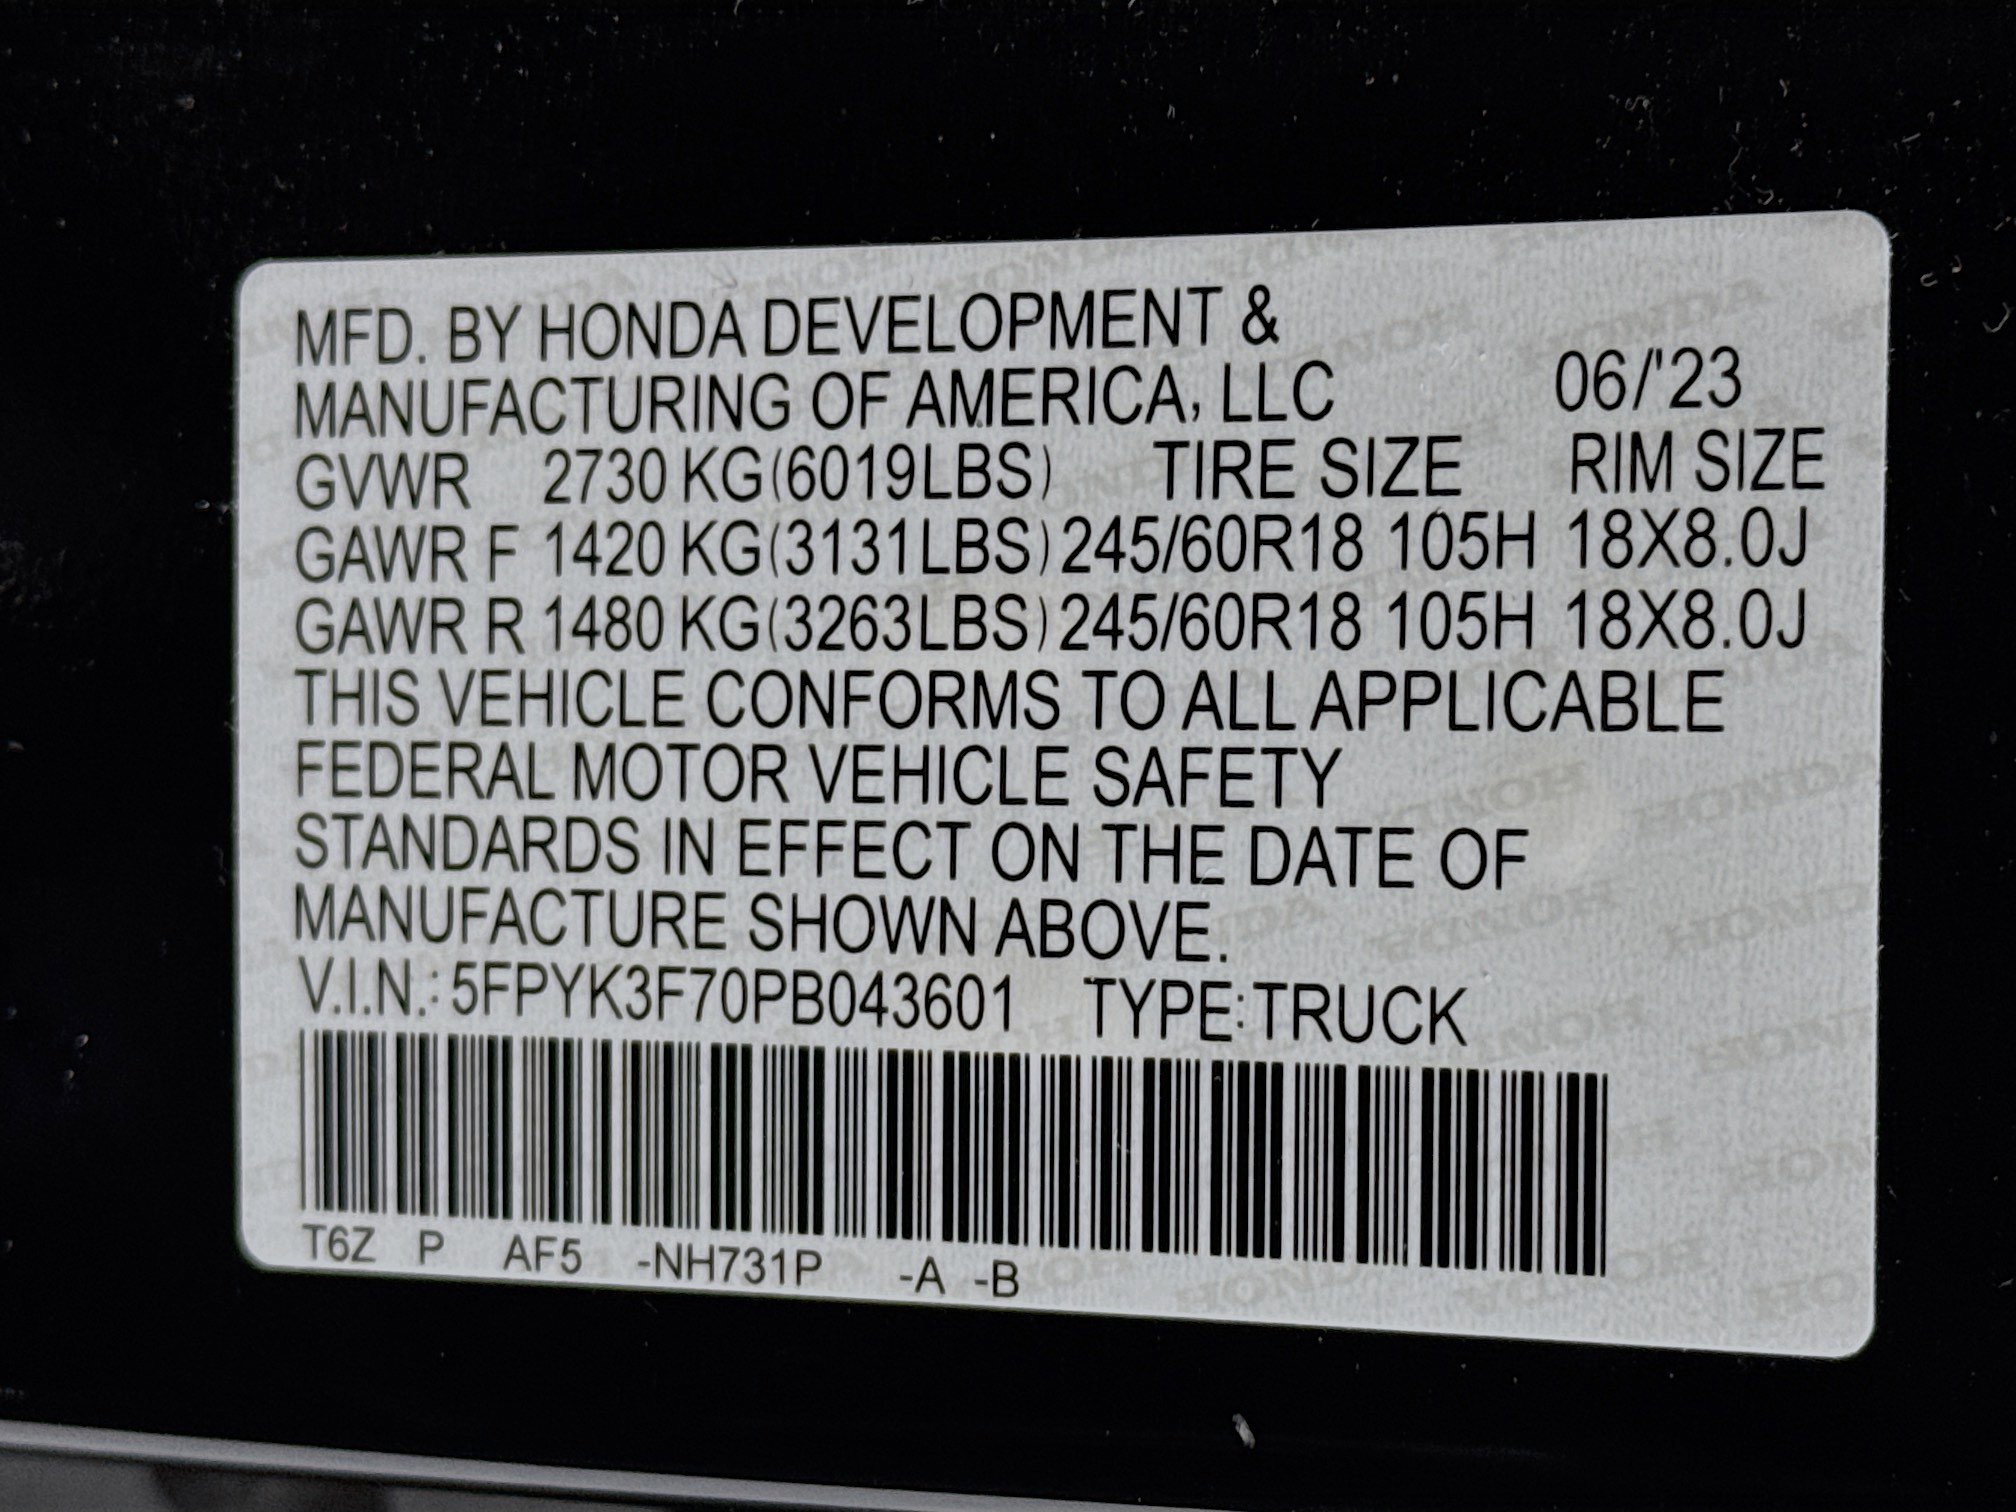 MFD. BY HONDA DEVELOPMENT &
MANUFACTURING OF AMERICA, LLC 06/'23
GVWR 2730 KG(6019LBS) TIRE SIZE RIM SIZE
GAWR F 1420 KG(3131LBS) 245/60R18 105H 18X8.0J
GAWR R 1480 KG(3263LBS) 245/60R18 105H 18X8.0J
THIS VEHICLE CONFORMS TO ALL APPLICABLE
FEDERAL MOTOR VEHICLE SAFETY
STANDARDS IN EFFECT ON THE DATE OF
MANUFACTURE SHOWN ABOVE.
V.I.N.: 5FPYK3F70PB043601 TYPE:TRUCK
T6Z P AF5 -NH731P -A -B